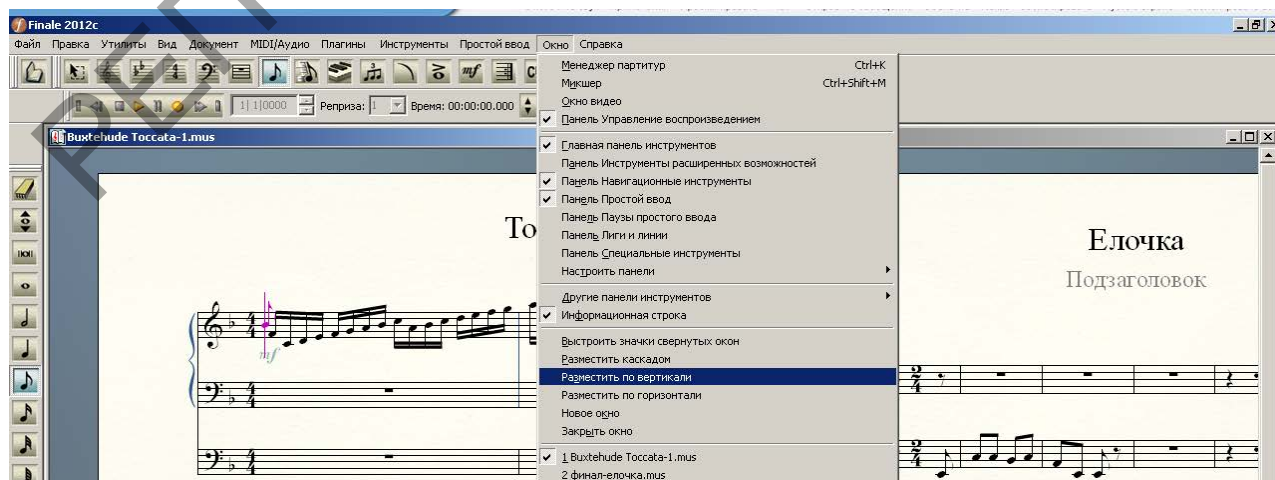 Finale 2012c
Файл Правка Утилиты Вид Документ MIDI/Аудио Плагины Инструменты Простой ввод Окно Справка
1| 1|0000 Реприза: 1 Время: 00:00:00.000
Менеджер партитур Ctrl+K
Микшер Ctrl+Shift+M
Окно видео
Панель Управление воспроизведением
Главная панель инструментов
Панель Инструменты расширенных возможностей
Панель Навигационные инструменты
Панель Простой ввод
Панель Паузы простого ввода
Панель Лиги и линии
Панель Специальные инструменты
Настроить панели
Другие панели инструментов
Информационная строка
Выстроить значки свернутых окон
Разместить каскадом
Разместить по вертикали
Разместить по горизонтали
Новое окно
Закрыть окно
1 Buxtehude Toccata-1.mus
2 финал-елочка.mus
Buxtehude Toccata-1.mus
То
mf
Елочка
Подзаголовок